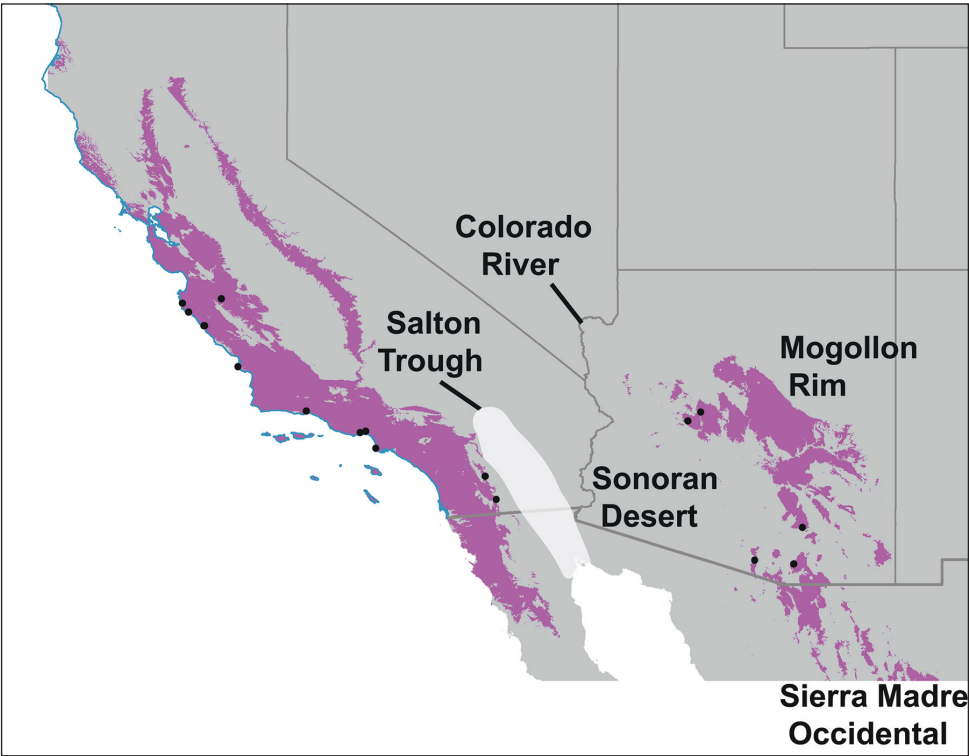 Colorado
River
Salton
Trough
Mogollon
Rim
Sonoran
Desert
Sierra Madre
Occidental